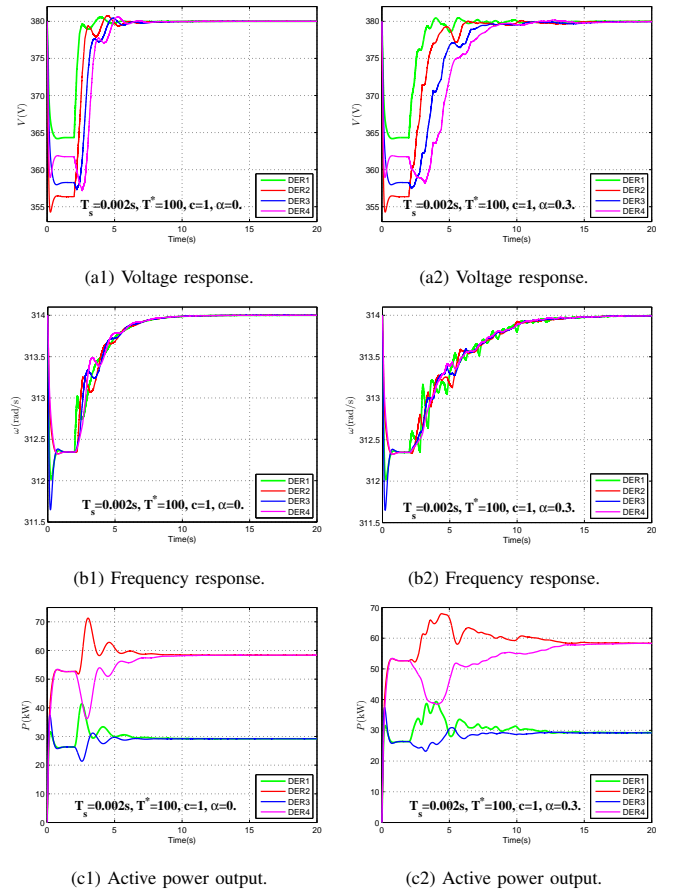 380
375
370
365
360
355
V(V)
0 5 10 15 20
Time(s)
DER1
DER2
DER3
DER4
T_s=0.002s, T*=100, c=1, α=0.
(a1) Voltage response.
380
375
370
365
360
355
V(V)
0 5 10 15 20
Time(s)
DER1
DER2
DER3
DER4
T_s=0.002s, T*=100, c=1, α=0.3.
(a2) Voltage response.
314
313.5
313
312.5
312
311.5
ω(rad/s)
0 5 10 15 20
Time(s)
DER1
DER2
DER3
DER4
T_s=0.002s, T*=100, c=1, α=0.
(b1) Frequency response.
314
313.5
313
312.5
312
311.5
ω(rad/s)
0 5 10 15 20
Time(s)
DER1
DER2
DER3
DER4
T_s=0.002s, T*=100, c=1, α=0.3.
(b2) Frequency response.
80
70
60
50
40
30
20
10
0
P(kW)
0 5 10 15 20
Time(s)
DER1
DER2
DER3
DER4
T_s=0.002s, T*=100, c=1, α=0.
(c1) Active power output.
70
60
50
40
30
20
10
0
P(kW)
0 5 10 15 20
Time(s)
DER1
DER2
DER3
DER4
T_s=0.002s, T*=100, c=1, α=0.3.
(c2) Active power output.